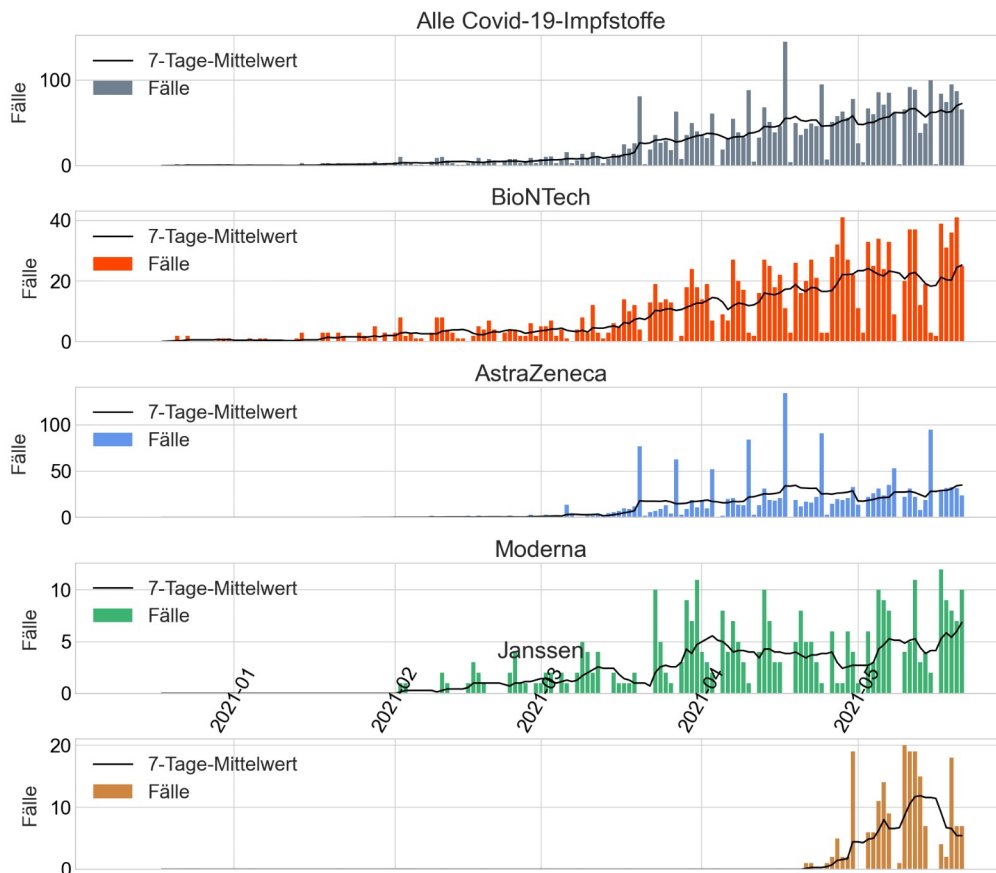 Alle Covid-19-Impfstoffe
7-Tage-Mittelwert
Fälle
Fälle
100
0
BioNTech
7-Tage-Mittelwert
Fälle
Fälle
40
20
0
AstraZeneca
7-Tage-Mittelwert
Fälle
Fälle
100
50
0
Moderna
7-Tage-Mittelwert
Fälle
Fälle
10
5
0
Janssen
2021-01
2021-02
2021-03
2021-04
2021-05
7-Tage-Mittelwert
Fälle
Fälle
20
10
0